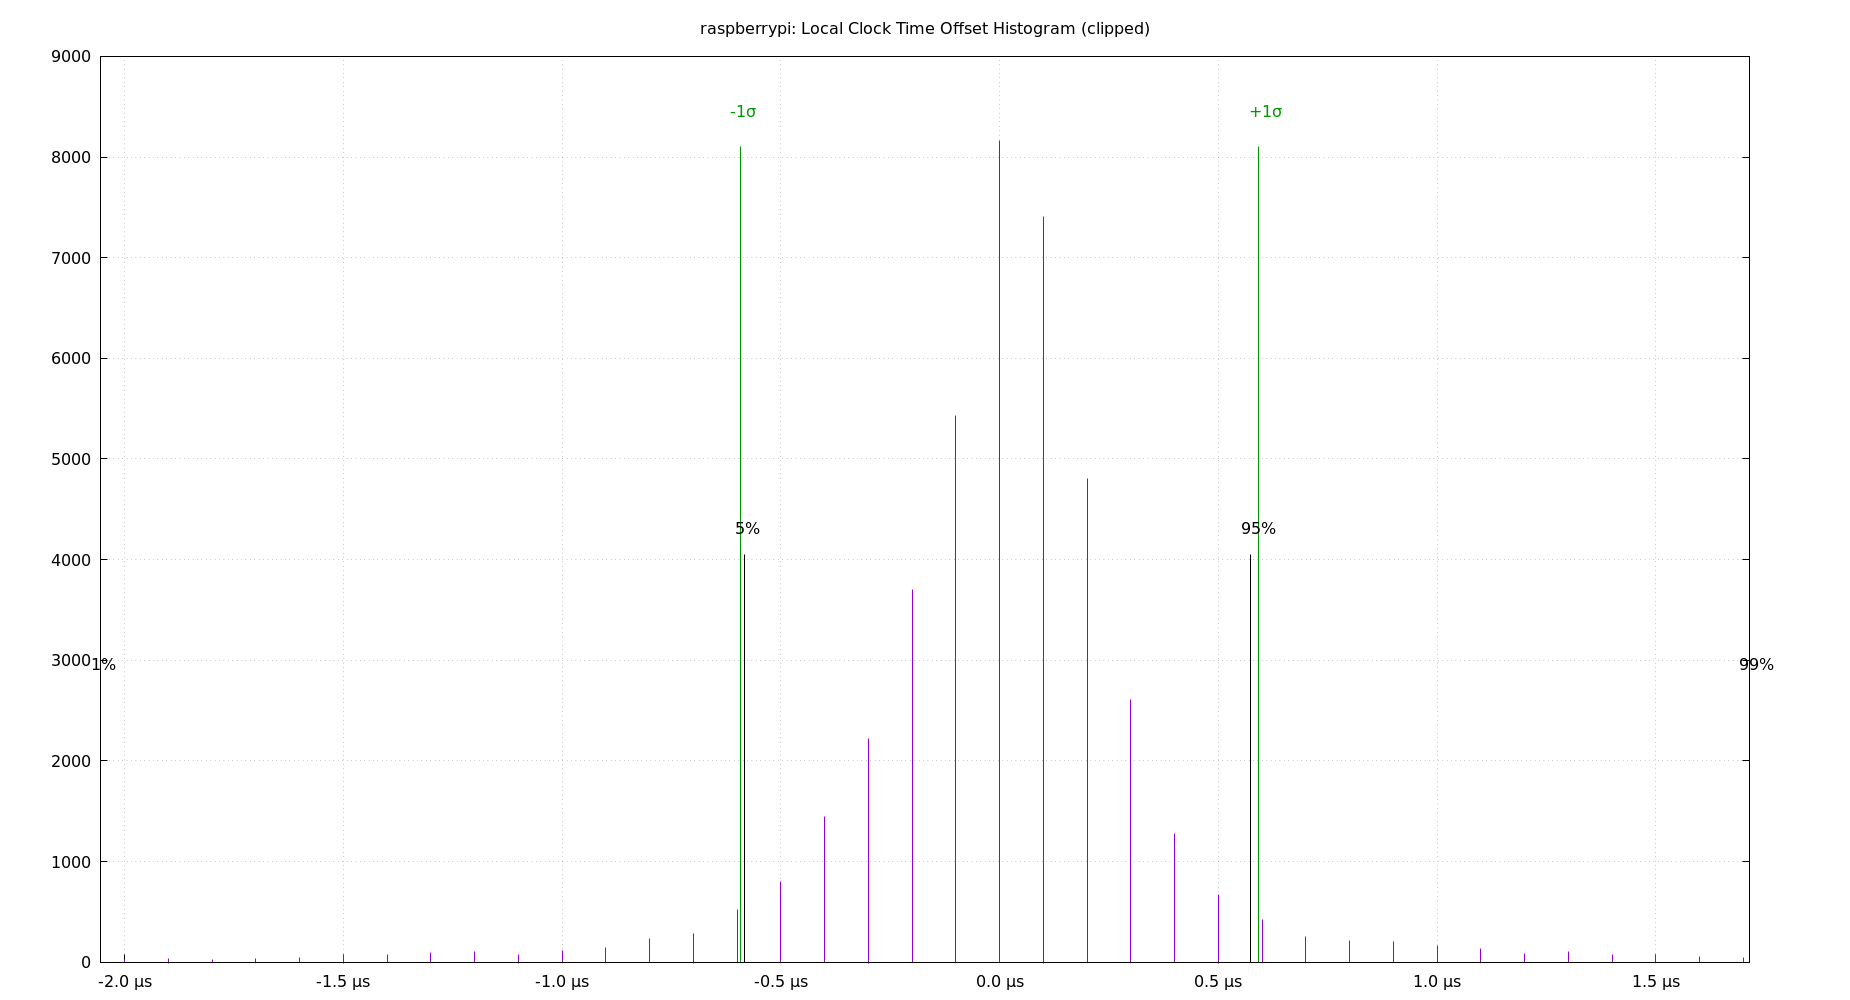 raspberrypi: Local Clock Time Offset Histogram (clipped)
9000
-1σ
+1σ
8000
7000
6000
5000
5%
95%
4000
3000
1%
99%
2000
1000
0
-2.0 µs
-1.5 µs
-1.0 µs
-0.5 µs
0.0 µs
0.5 µs
1.0 µs
1.5 µs